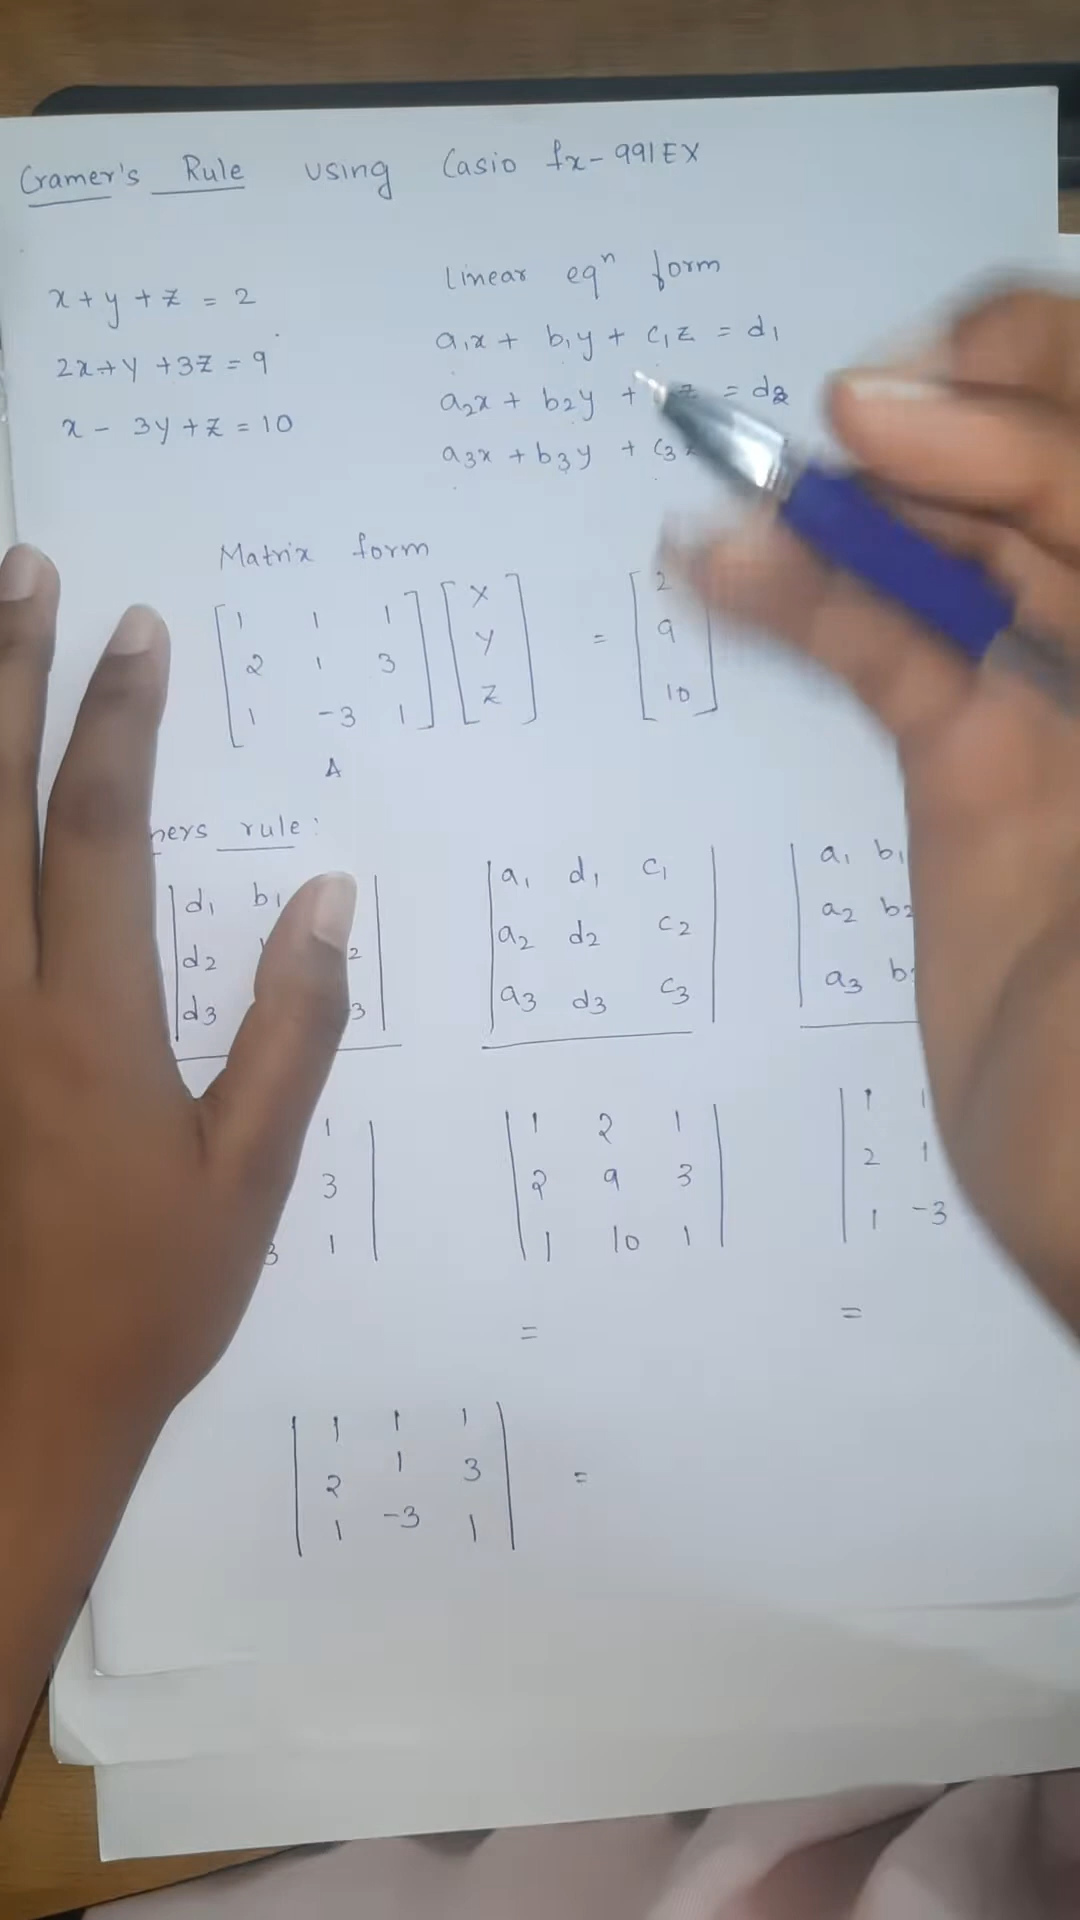 Cramer's Rule using Casio fx-991EX
x + y + z = 2
2x + y + 3z = 9
x - 3y + z = 10
Linear eqⁿ form
a₁x + b₁y + c₁z = d₁
a₂x + b₂y + z = d₂
a₃x + b₃y + c₃
Matrix form
1 1 1 x 2
2 1 3 y = 9
1 -3 1 z 10
A
rule:
d₁ b₁ a₁ d₁ c₁ a₁ b₁
d₂ 2 a₂ d₂ c₂ a₂ b₂
d₃ 3 a₃ d₃ c₃ a₃ b
1 1 2 1 1 1
3 2 9 3 2 1
3 1 1 10 1 1 -3
= =
1 1 1
2 1 3 =
1 -3 1